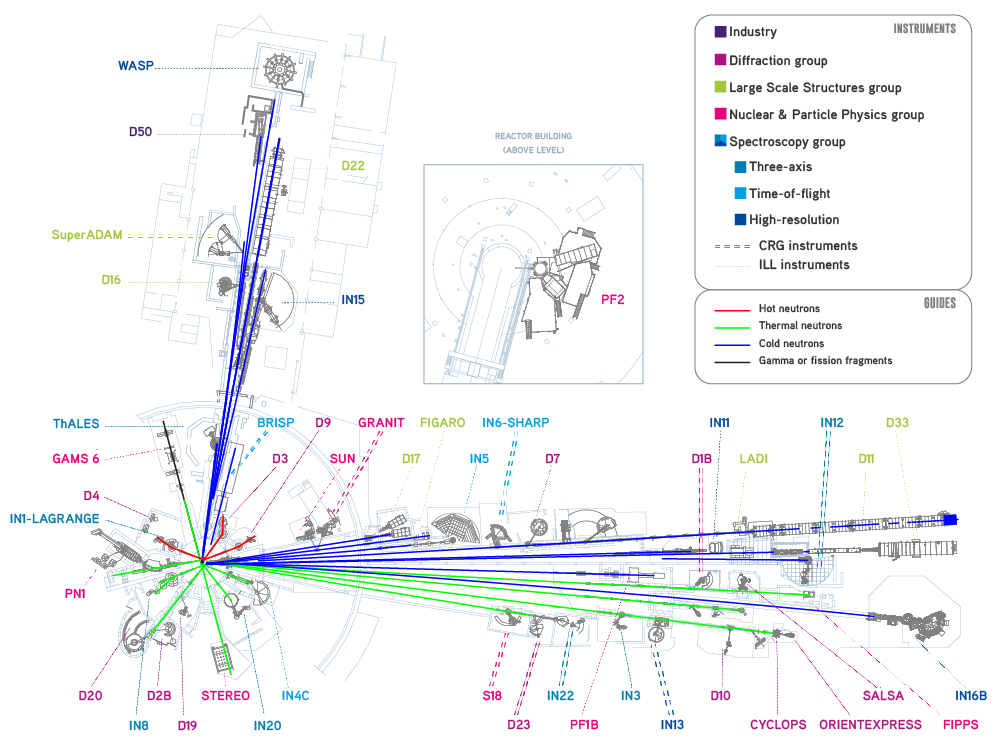 INSTRUMENTS
Industry
Diffraction group
Large Scale Structures group
Nuclear & Particle Physics group
Spectroscopy group
Three-axis
Time-of-flight
High-resolution
CRG instruments
ILL instruments
GUIDES
Hot neutrons
Thermal neutrons
Cold neutrons
Gamma or fission fragments
WASP
D50
D22
SuperADAM
D16
IN15
REACTOR BUILDING
(ABOVE LEVEL)
PF2
ThALES
BRISP
D9
GRANIT
FIGARO
IN6-SHARP
IN11
IN12
D33
GAMS 6
D3
SUN
D17
IN5
D7
D1B
LADI
D11
D4
IN1-LAGRANGE
PN1
D20
D2B
STEREO
IN4C
S18
IN22
IN3
D10
SALSA
IN16B
IN8
D19
IN20
D23
PF1B
IN13
CYCLOPS
ORIENTEXPRESS
FIPPS